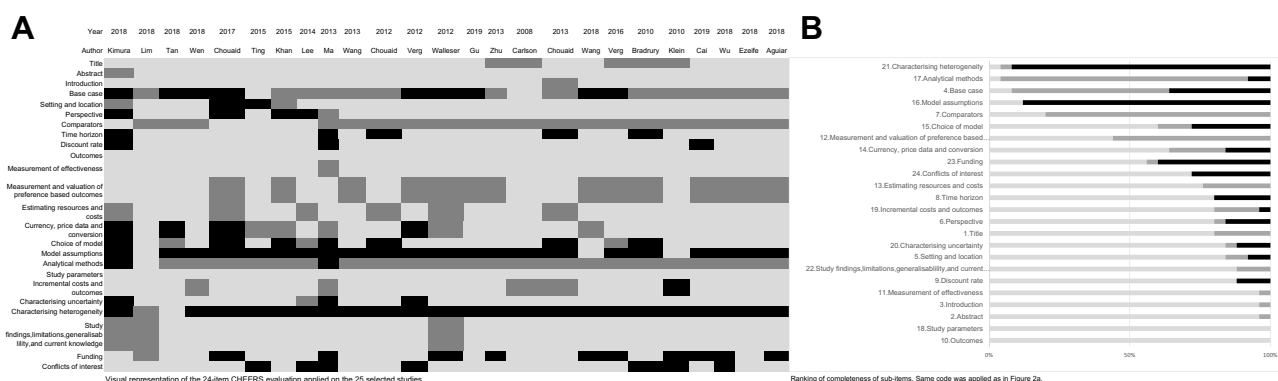 A
Year 2018 2018 2018 2018 2017 2015 2015 2014 2013 2013 2012 2012 2012 2019 2013 2008 2013 2018 2016 2010 2010 2019 2018 2018 2018
Author Kimura Lim Tan Wen Chouaid Ting Khan Lee Ma Wang Chouaid Verg Walleser Gu Zhu Carlson Chouaid Wang Verg Bradrury Klein Cai Wu Ezeife Aguiar
Title
Abstract
Introduction
Base case
Setting and location
Perspective
Comparators
Time horizon
Discount rate
Outcomes
Measurement of effectiveness
Measurement and valuation of
preference based outcomes
Estimating resources and
costs
Currency, price data and
conversion
Choice of model
Model assumptions
Analytical methods
Study parameters
Incremental costs and
outcomes
Characterising uncertainty
Characterising heterogeneity
Study
findings,limitations,generalisab
lility,and current knowledge
Funding
Conflicts of interest
Visual representation of the 24-item CHEERS evaluation applied on the 25 selected studies
B
21.Characterising heterogeneity
17.Analytical methods
4.Base case
16.Model assumptions
7.Comparators
15.Choice of model
12.Measurement and valuation of preference based...
14.Currency, price data and conversion
23.Funding
24.Conflicts of interest
13.Estimating resources and costs
8.Time horizon
19.Incremental costs and outcomes
6.Perspective
1.Title
20.Characterising uncertainty
5.Setting and location
22.Study findings,limitations,generalisablility,and current...
9.Discount rate
11.Measurement of effectiveness
3.Introduction
2.Abstract
18.Study parameters
10.Outcomes
0% 50% 100%
Ranking of completeness of sub-items. Same code was applied as in Figure 2a.